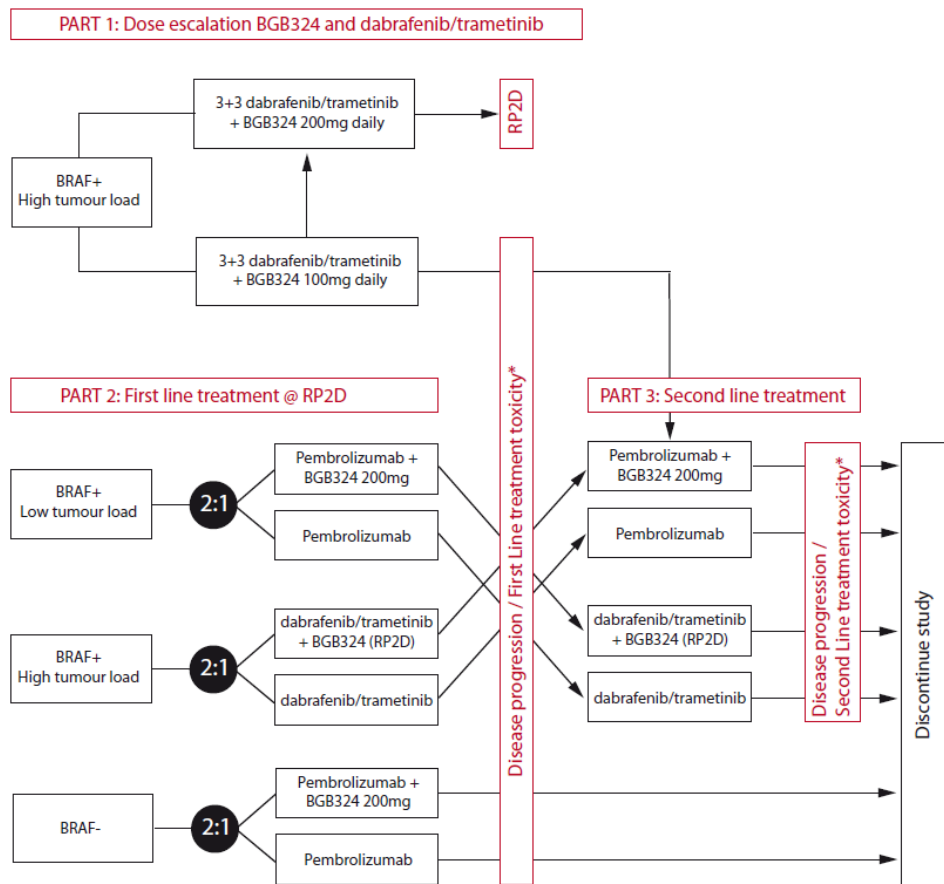 PART 1: Dose escalation BGB324 and dabrafenib/trametinib
3+3 dabrafenib/trametinib
+ BGB324 200mg daily
RP2D
BRAF+
High tumour load
3+3 dabrafenib/trametinib
+ BGB324 100mg daily
Disease progression / First Line treatment toxicity*
PART 2: First line treatment @ RP2D
PART 3: Second line treatment
BRAF+
Low tumour load
2:1
Pembrolizumab +
BGB324 200mg
Pembrolizumab
BRAF+
High tumour load
2:1
dabrafenib/trametinib
+ BGB324 (RP2D)
dabrafenib/trametinib
BRAF-
2:1
Pembrolizumab +
BGB324 200mg
Pembrolizumab
Pembrolizumab +
BGB324 200mg
Pembrolizumab
dabrafenib/trametinib
+ BGB324 (RP2D)
dabrafenib/trametinib
Disease progression /
Second Line treatment toxicity*
Discontinue study